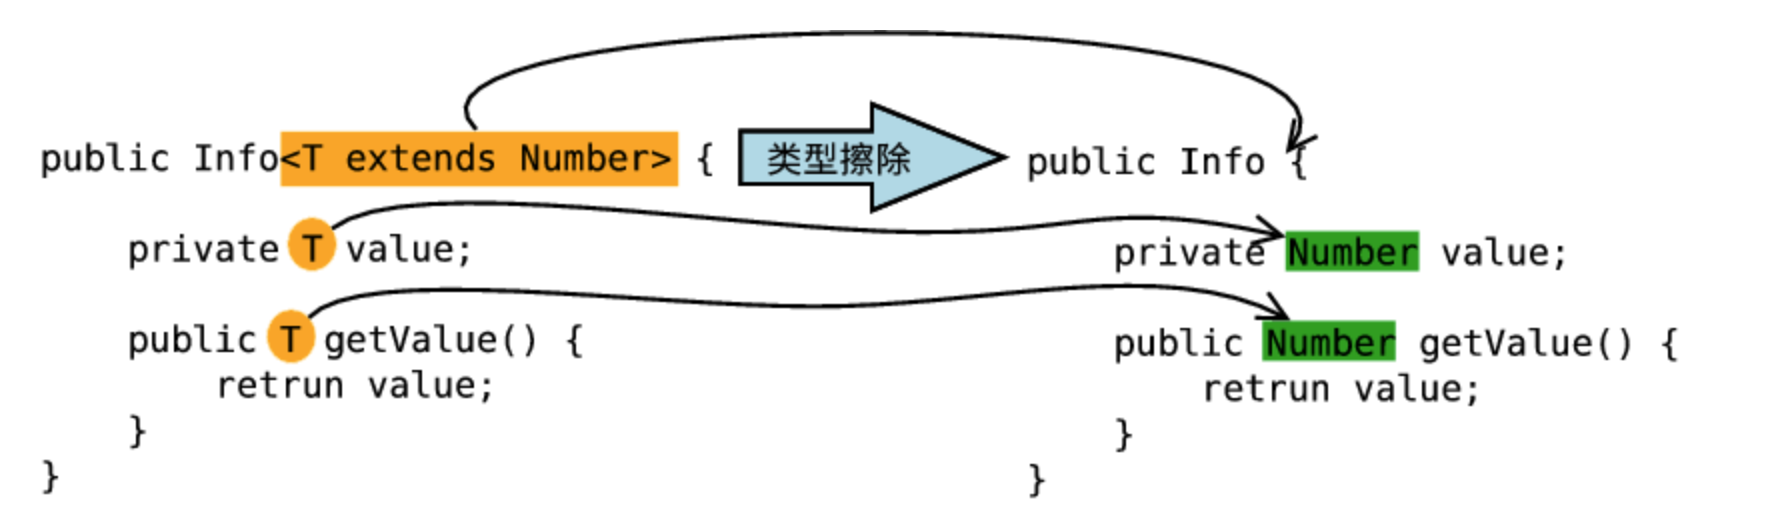 public Info<T extends Number> {
    private T value;
    public T getValue() {
        retrun value;
    }
}
类型擦除
public Info {
    private Number value;
    public Number getValue() {
        retrun value;
    }
}